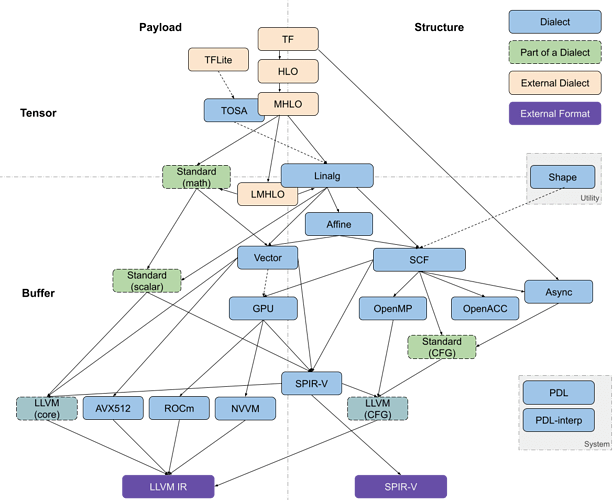 Payload
Structure
Dialect
TF
Part of a Dialect
TFLite
HLO
External Dialect
MHLO
TOSA
Tensor
External Format
Standard
(math)
Linalg
Shape
LMHLO
Utility
Affine
Vector
SCF
Standard
(scalar)
Buffer
Async
GPU
OpenMP
OpenACC
Standard
(CFG)
SPIR-V
PDL
LLVM
(core)
AVX512
ROCm
NVVM
LLVM
(CFG)
PDL-interp
System
LLVM IR
SPIR-V